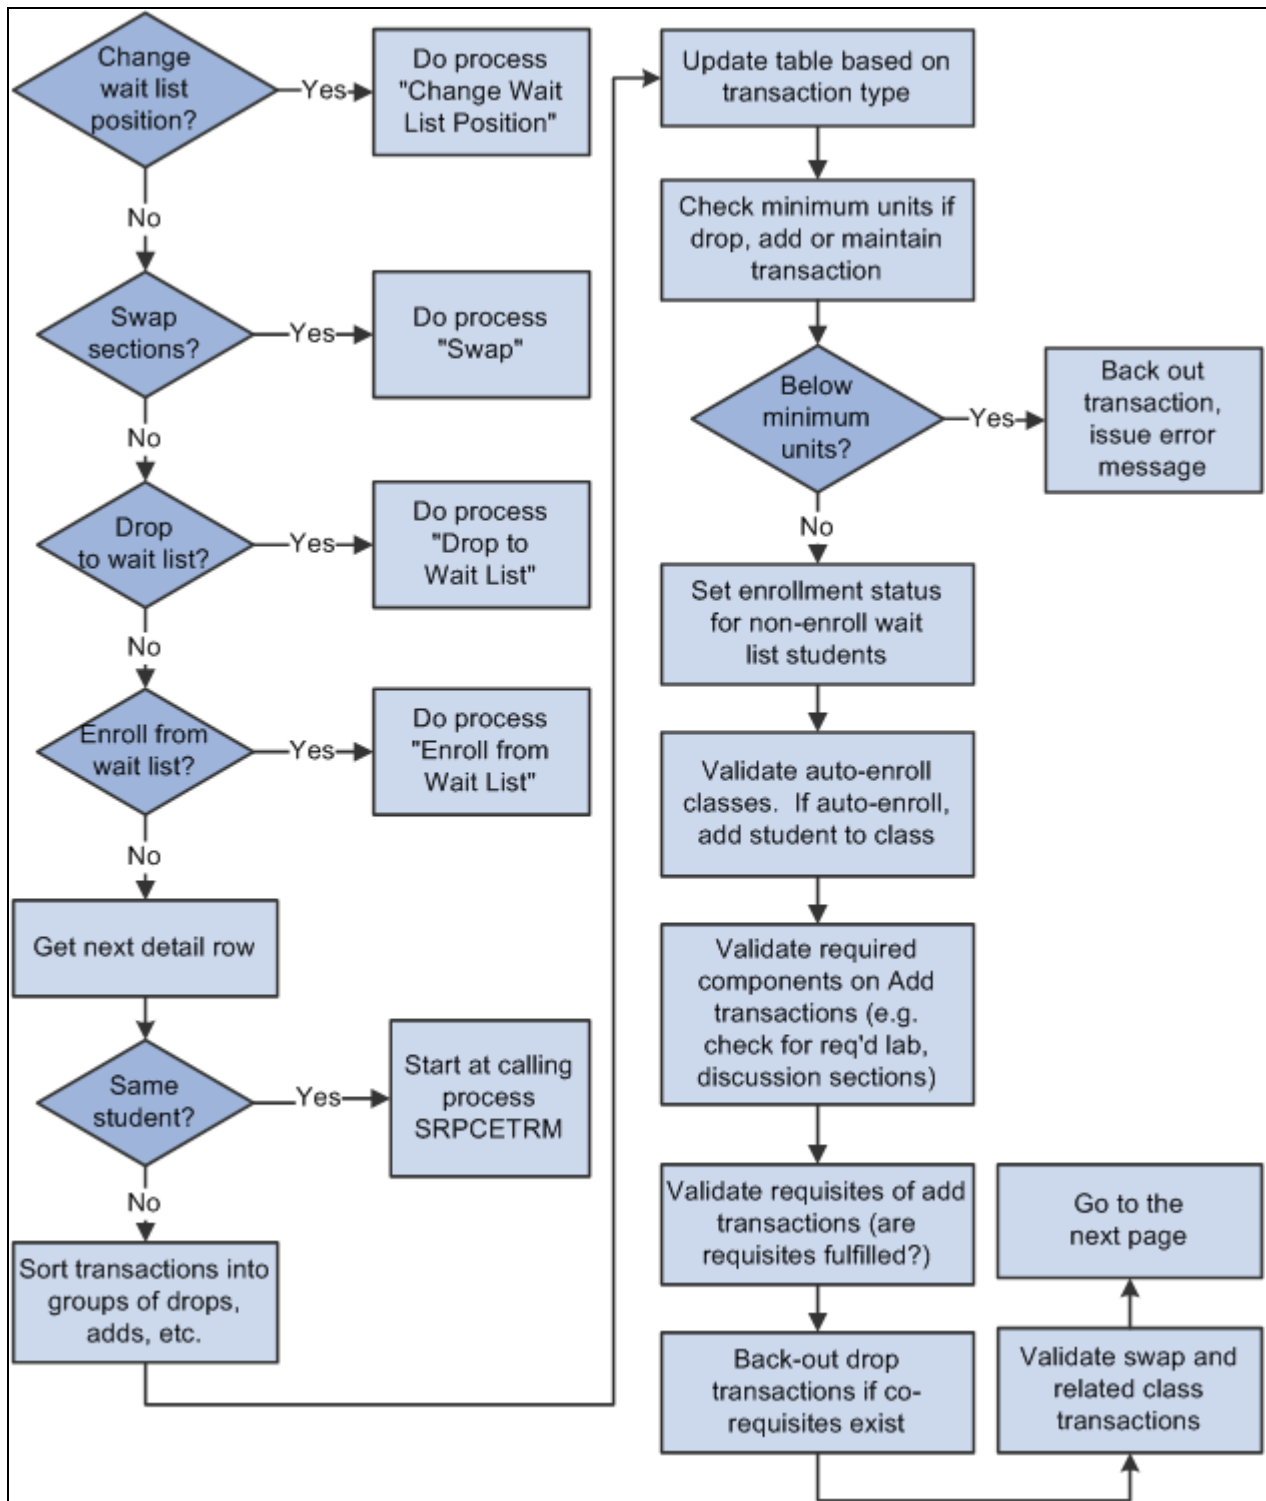 Change
wait list
position?
Yes
Do process
"Change Wait
List Position"
No
Swap
sections?
Yes
Do process
"Swap"
No
Drop
to wait list?
Yes
Do process
"Drop to
Wait List"
No
Enroll from
wait list?
Yes
Do process
"Enroll from
Wait List"
No
Get next detail row
Same
student?
Yes
Start at calling
process
SRPCETRM
No
Sort transactions into
groups of drops,
adds, etc.
Update table based on
transaction type
Check minimum units if
drop, add or maintain
transaction
Below
minimum
units?
Yes
Back out
transaction,
issue error
message
No
Set enrollment status
for non-enroll wait
list students
Validate auto-enroll
classes.  If auto-enroll,
add student to class
Validate required
components on Add
transactions (e.g.
check for req'd lab,
discussion sections)
Validate requisites of add
transactions (are
requisites fulfilled?)
Back-out drop
transactions if co-
requisites exist
Validate swap and
related class
transactions
Go to the
next page